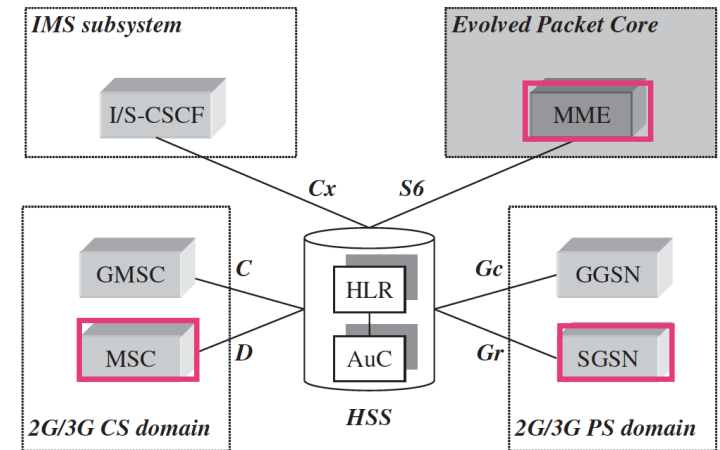 IMS subsystem
Evolved Packet Core
I/S-CSCF
MME
Cx
S6
GMSC
C
HLR
Gc
GGSN
MSC
D
AuC
Gr
SGSN
HSS
2G/3G CS domain
2G/3G PS domain